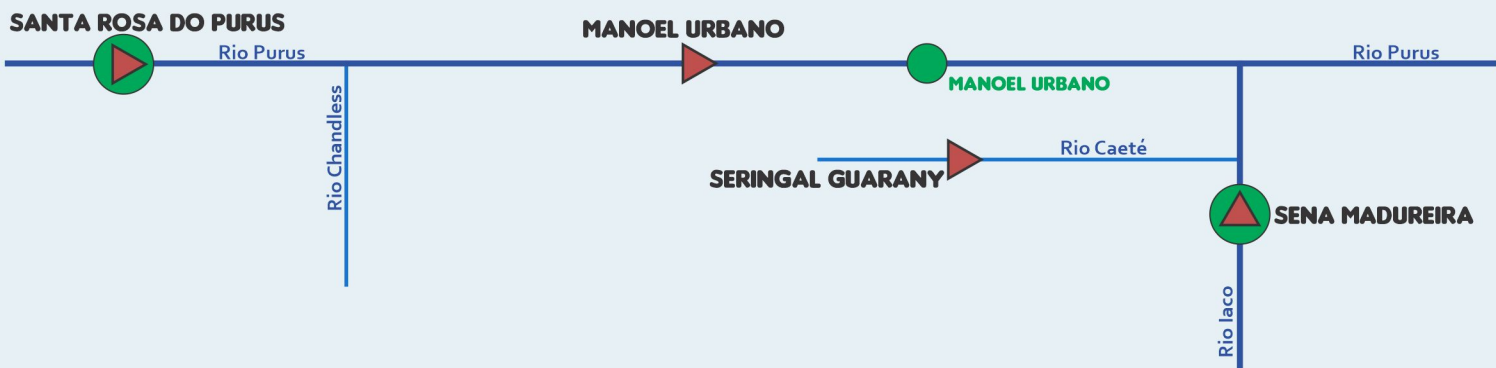 SANTA ROSA DO PURUS
MANOEL URBANO
Rio Purus
Rio Purus
MANOEL URBANO
Rio Chandless
Rio Caeté
SERINGAL GUARANY
SENA MADUREIRA
Rio Iaco